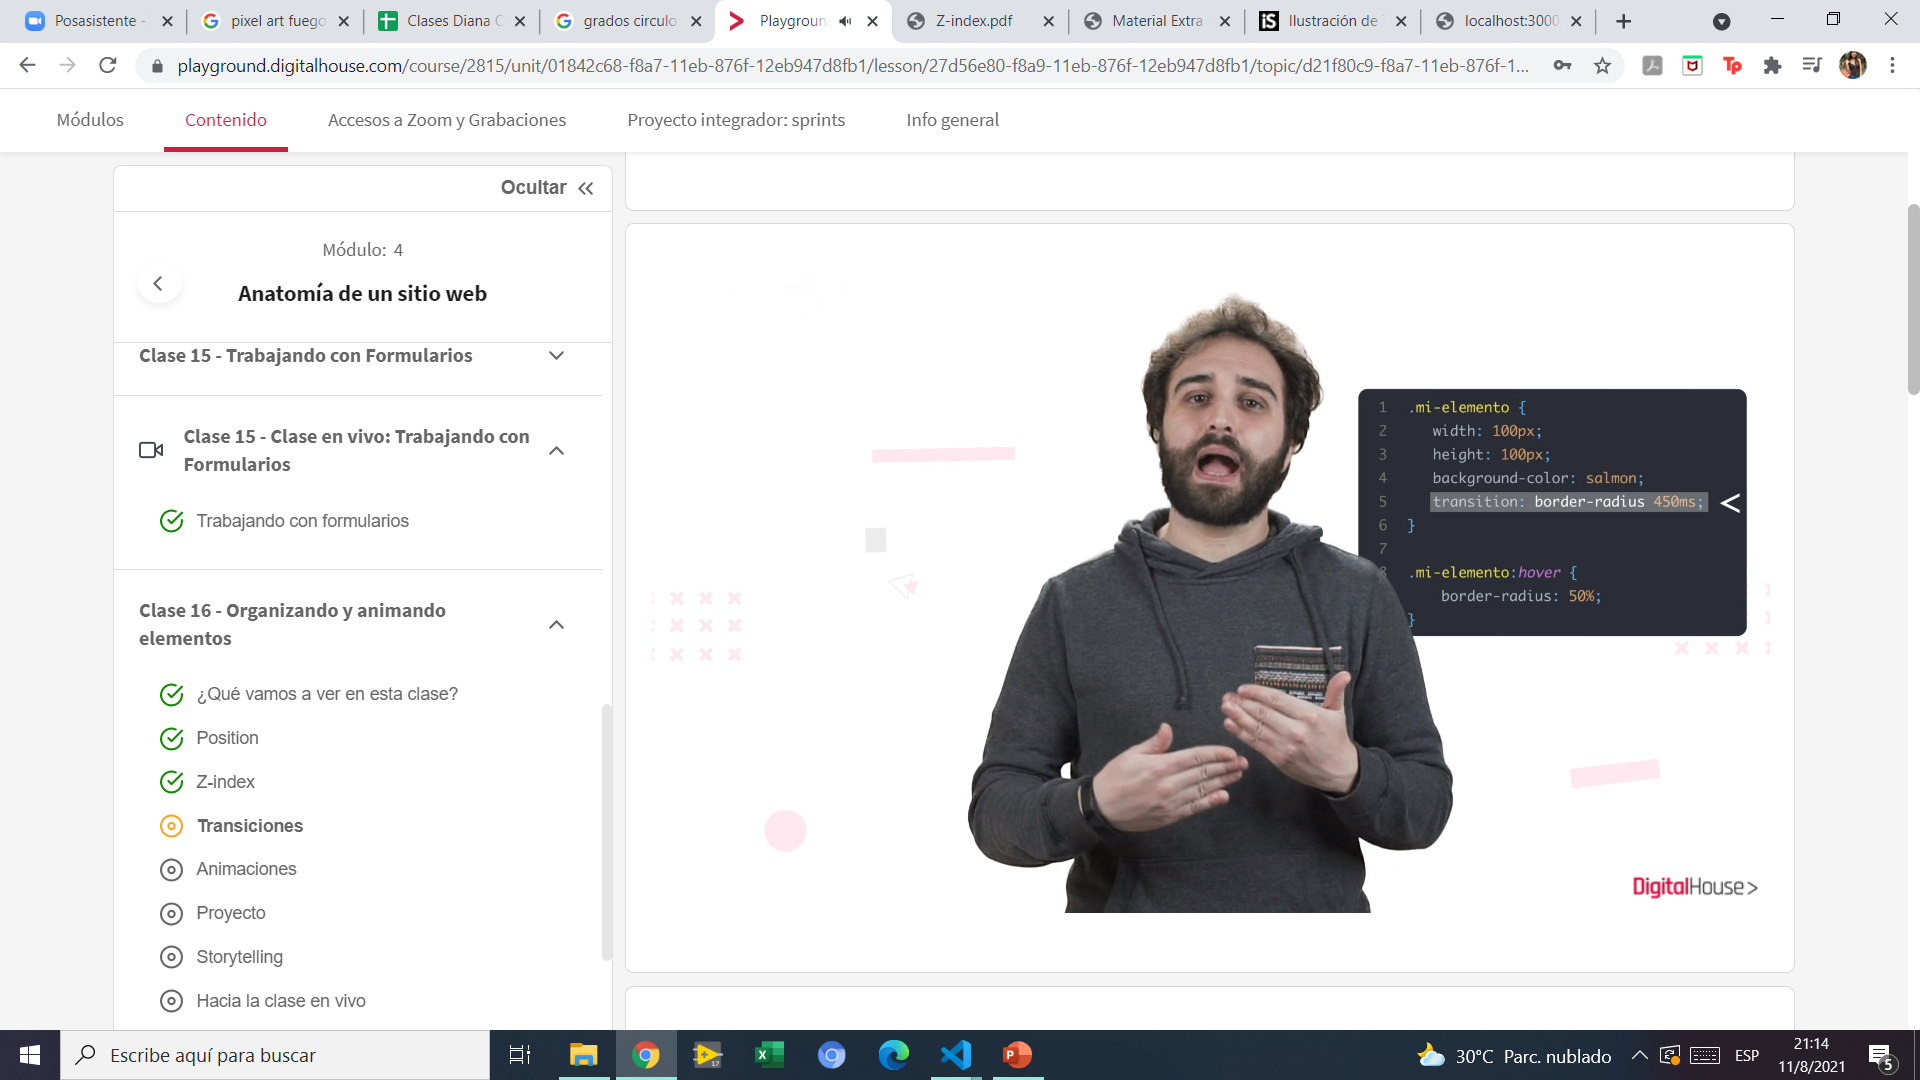 Posasistente -
pixel art fuego
Clases Diana C
grados circulo
Playground
Z-index.pdf
Material Extra
iS
Ilustración de
localhost:3000
playground.digitalhouse.com/course/2815/unit/01842c68-f8a7-11eb-876f-12eb947d8fb1/lesson/27d56e80-f8a9-11eb-876f-12eb947d8fb1/topic/d21f80c9-f8a7-11eb-876f-1...
Tp
Módulos
Contenido
Accesos a Zoom y Grabaciones
Proyecto integrador: sprints
Info general
Ocultar
Módulo: 4
Anatomía de un sitio web
Clase 15 - Trabajando con Formularios
Clase 15 - Clase en vivo: Trabajando con
Formularios
Trabajando con formularios
Clase 16 - Organizando y animando
elementos
¿Qué vamos a ver en esta clase?
Position
Z-index
Transiciones
Animaciones
Proyecto
Storytelling
Hacia la clase en vivo
1 .mi-elemento {
2 width: 100px;
3 height: 100px;
4 background-color: salmon;
5 transition: border-radius 450ms; <
6 }
7
8 .mi-elemento:hover {
border-radius: 50%;
}
DigitalHouse>
Escribe aquí para buscar
30°C Parc. nublado
ESP
21:14
11/8/2021
5